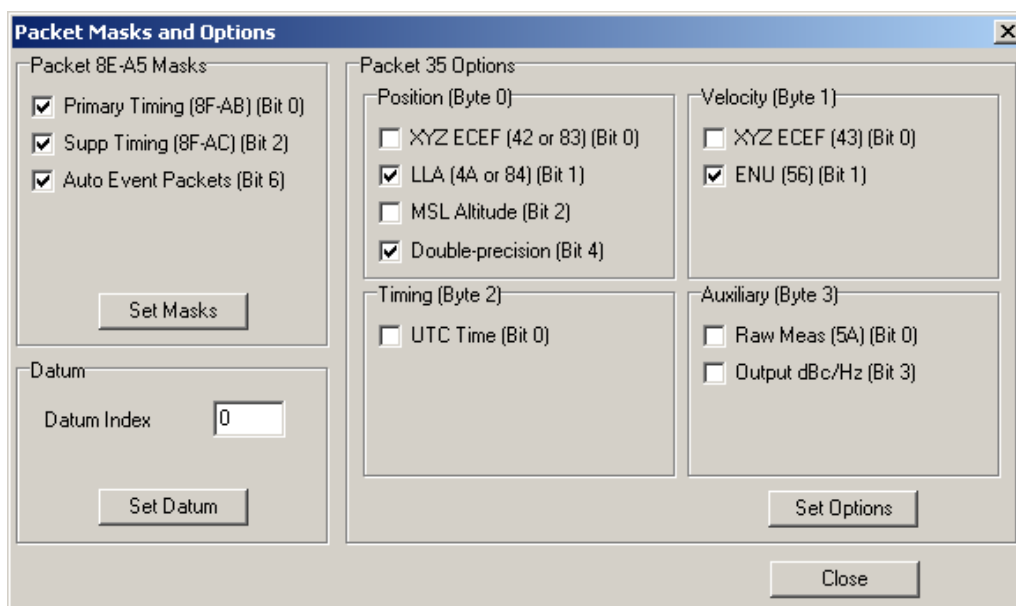 Packet Masks and Options
Packet 8E-A5 Masks
Primary Timing (8F-AB) (Bit 0)
Supp Timing (8F-AC) (Bit 2)
Auto Event Packets (Bit 6)
Set Masks
Datum
Datum Index
0
Set Datum
Packet 35 Options
Position (Byte 0)
XYZ ECEF (42 or 83) (Bit 0)
LLA (4A or 84) (Bit 1)
MSL Altitude (Bit 2)
Double-precision (Bit 4)
Velocity (Byte 1)
XYZ ECEF (43) (Bit 0)
ENU (56) (Bit 1)
Timing (Byte 2)
UTC Time (Bit 0)
Auxiliary (Byte 3)
Raw Meas (5A) (Bit 0)
Output dBc/Hz (Bit 3)
Set Options
Close